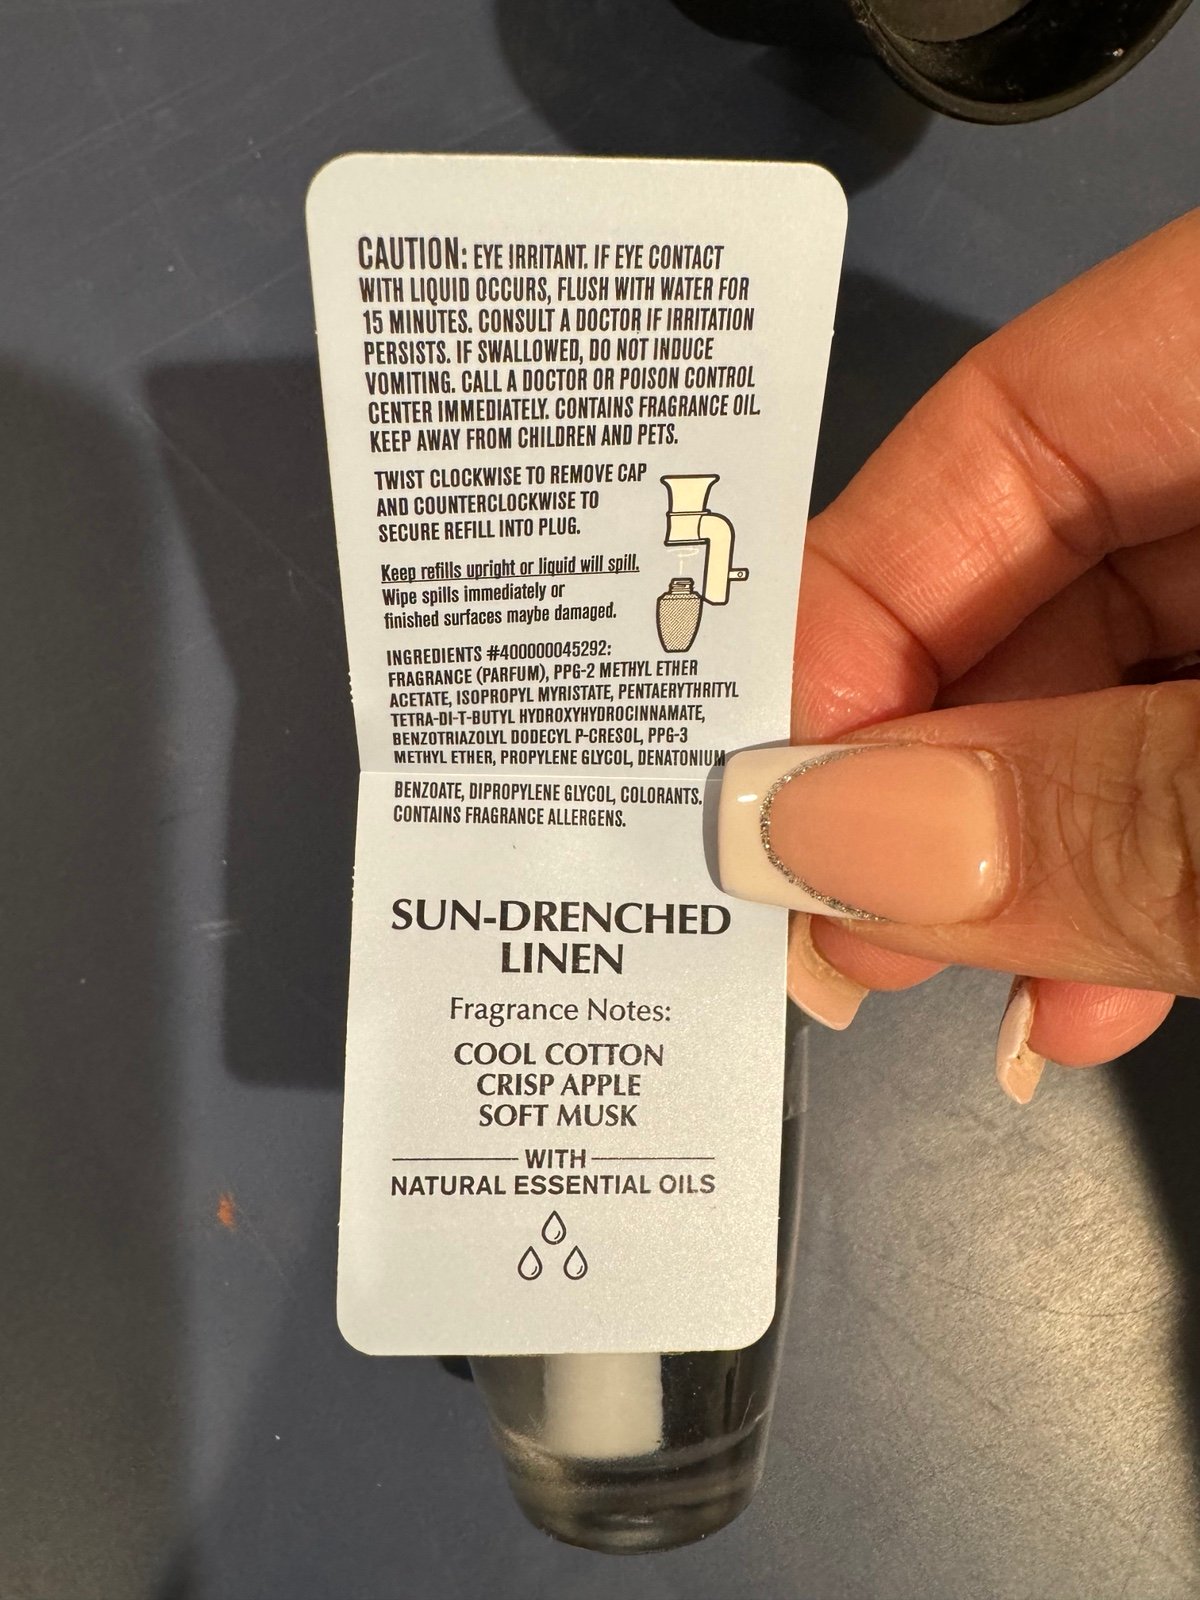 CAUTION: EYE IRRITANT. IF EYE CONTACT
WITH LIQUID OCCURS, FLUSH WITH WATER FOR
15 MINUTES. CONSULT A DOCTOR IF IRRITATION
PERSISTS. IF SWALLOWED, DO NOT INDUCE
VOMITING. CALL A DOCTOR OR POISON CONTROL
CENTER IMMEDIATELY. CONTAINS FRAGRANCE OIL.
KEEP AWAY FROM CHILDREN AND PETS.
TWIST CLOCKWISE TO REMOVE CAP
AND COUNTERCLOCKWISE TO
SECURE REFILL INTO PLUG.
Keep refills upright or liquid will spill.
Wipe spills immediately or
finished surfaces maybe damaged.
INGREDIENTS #400000045292:
FRAGRANCE (PARFUM), PPG-2 METHYL ETHER
ACETATE, ISOPROPYL MYRISTATE, PENTAERYTHRITYL
TETRA-DI-T-BUTYL HYDROXYHYDROCINNAMATE,
BENZOTRIAZOLYL DODECYL P-CRESOL, PPG-3
METHYL ETHER, PROPYLENE GLYCOL, DENATONIUM
BENZOATE, DIPROPYLENE GLYCOL, COLORANTS.
CONTAINS FRAGRANCE ALLERGENS.
SUN-DRENCHED
LINEN
Fragrance Notes:
COOL COTTON
CRISP APPLE
SOFT MUSK
WITH
NATURAL ESSENTIAL OILS